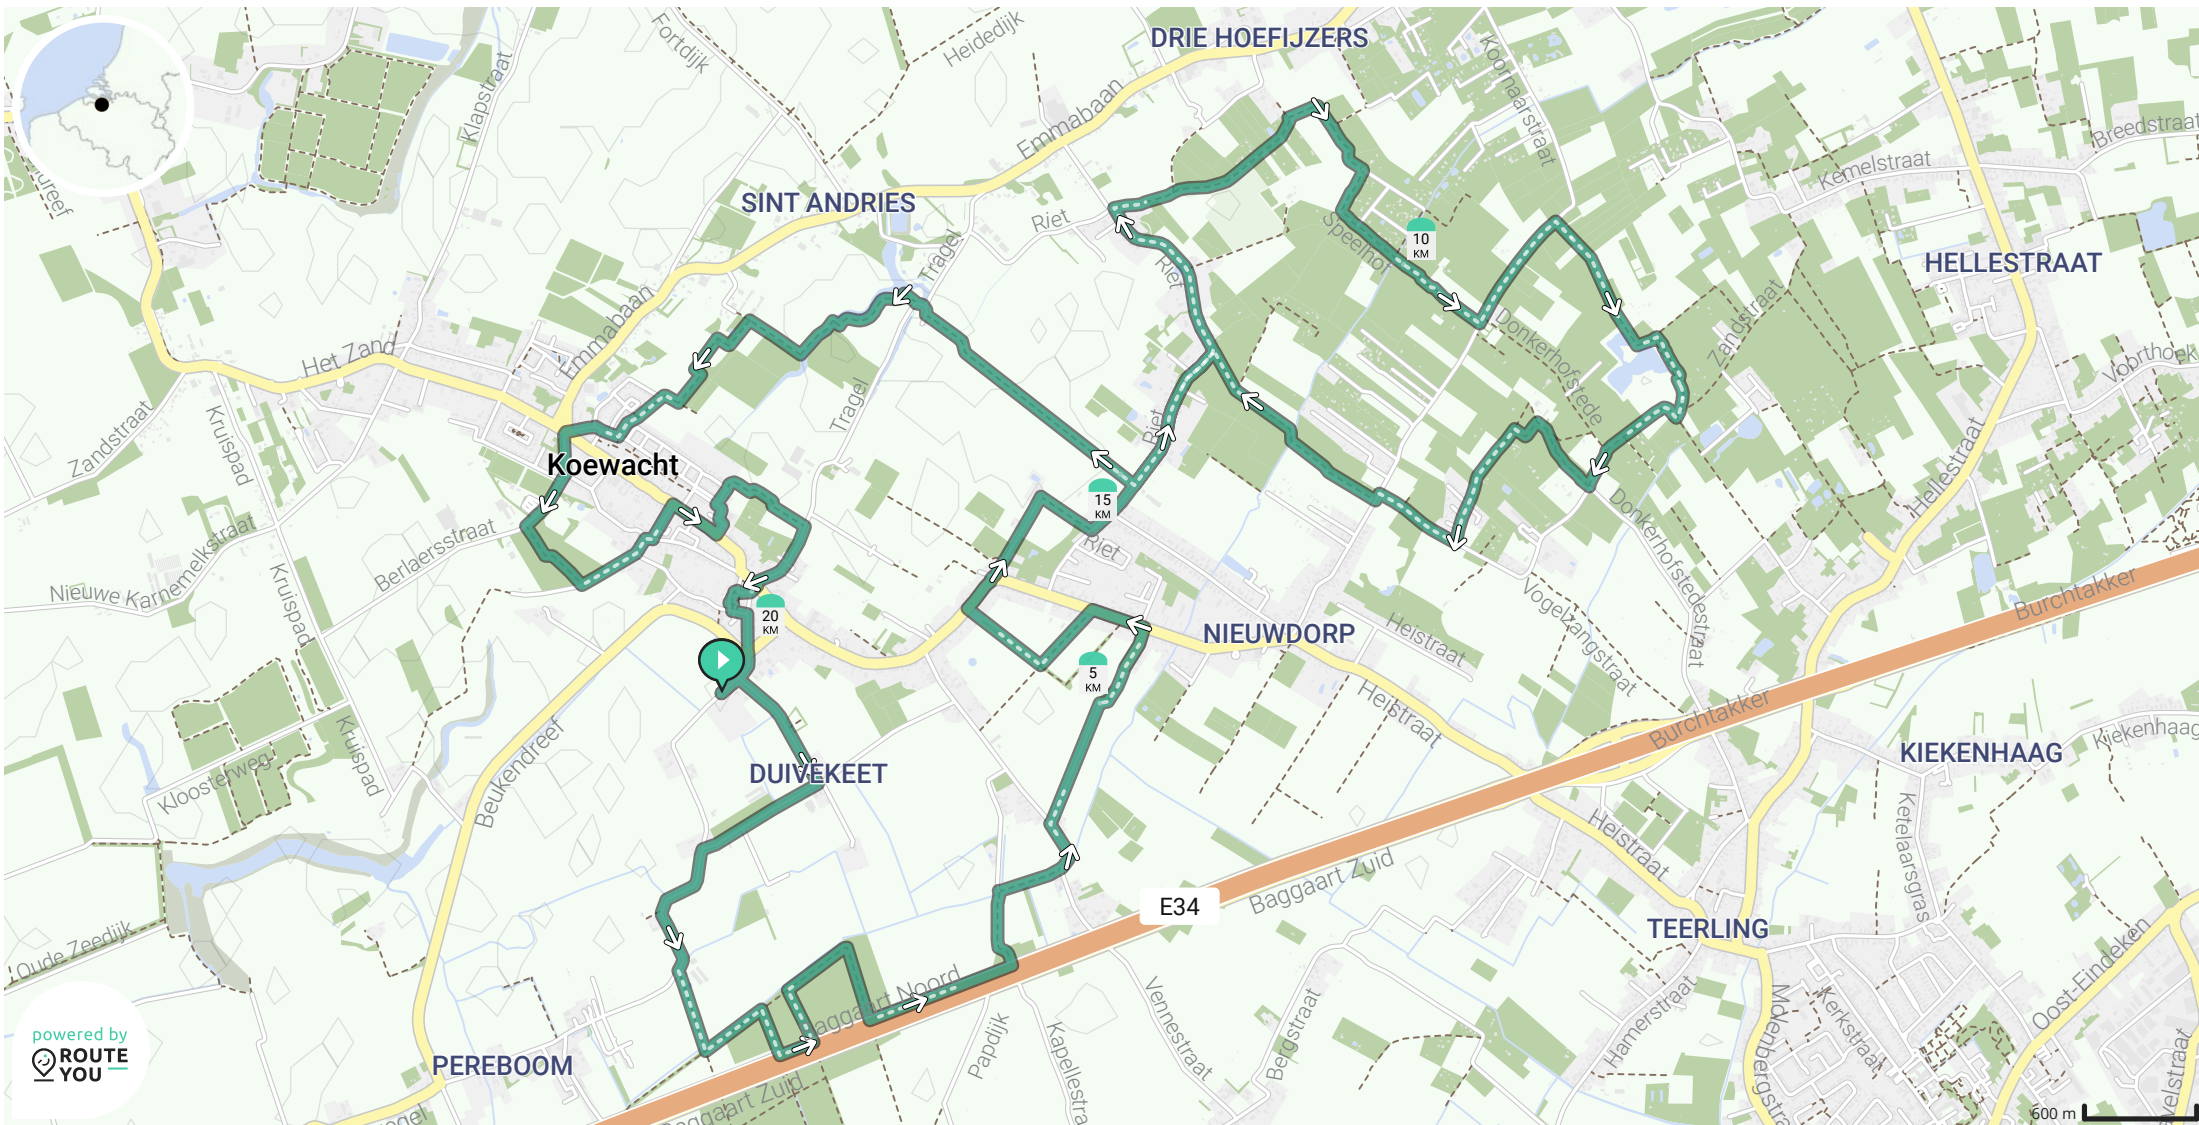 DRIE HOEFIJZERS
Fortdijk
Heidedijk
Klapstraat
Koornaarstraat
Emmabaan
Breedstraat
Kemelstraat
SINT ANDRIES
Riet
Tragel
Speelhof
10
KM
HELLESTRAAT
Riet
Emmabaan
Het Zand
Donkerhofstede
Zandstraat
Voorthoek
Tragel
Riet
Zandstraat
Kruispad
Koewacht
Hellestraat
15
KM
Donkerhofstedestraat
Berlaersstraat
Riet
Nieuwe Karnemelkstraat
Kruispad
Vogelzangstraat
Burchtakker
20
KM
NIEUWDORP
Heistraat
5
KM
Heistraat
Burchtakker
Kruispad
Beukendreef
Kloosterweg
DUIVEKEET
KIEKENHAAG
Kiekenhaag
Ketelaarsgras
Heistraat
Baggaart Zuid
E34
TEERLING
Oude Zeedijk
Baggaart Noord
Oost-Eindeken
Vennestraat
Bergstraat
Hamerstraat
Molenbergstra
Kerkstraat
Papdijk
Kapellestra
powered by
ROUTE
YOU
PEREBOOM
Baggaart Zuid
600 m